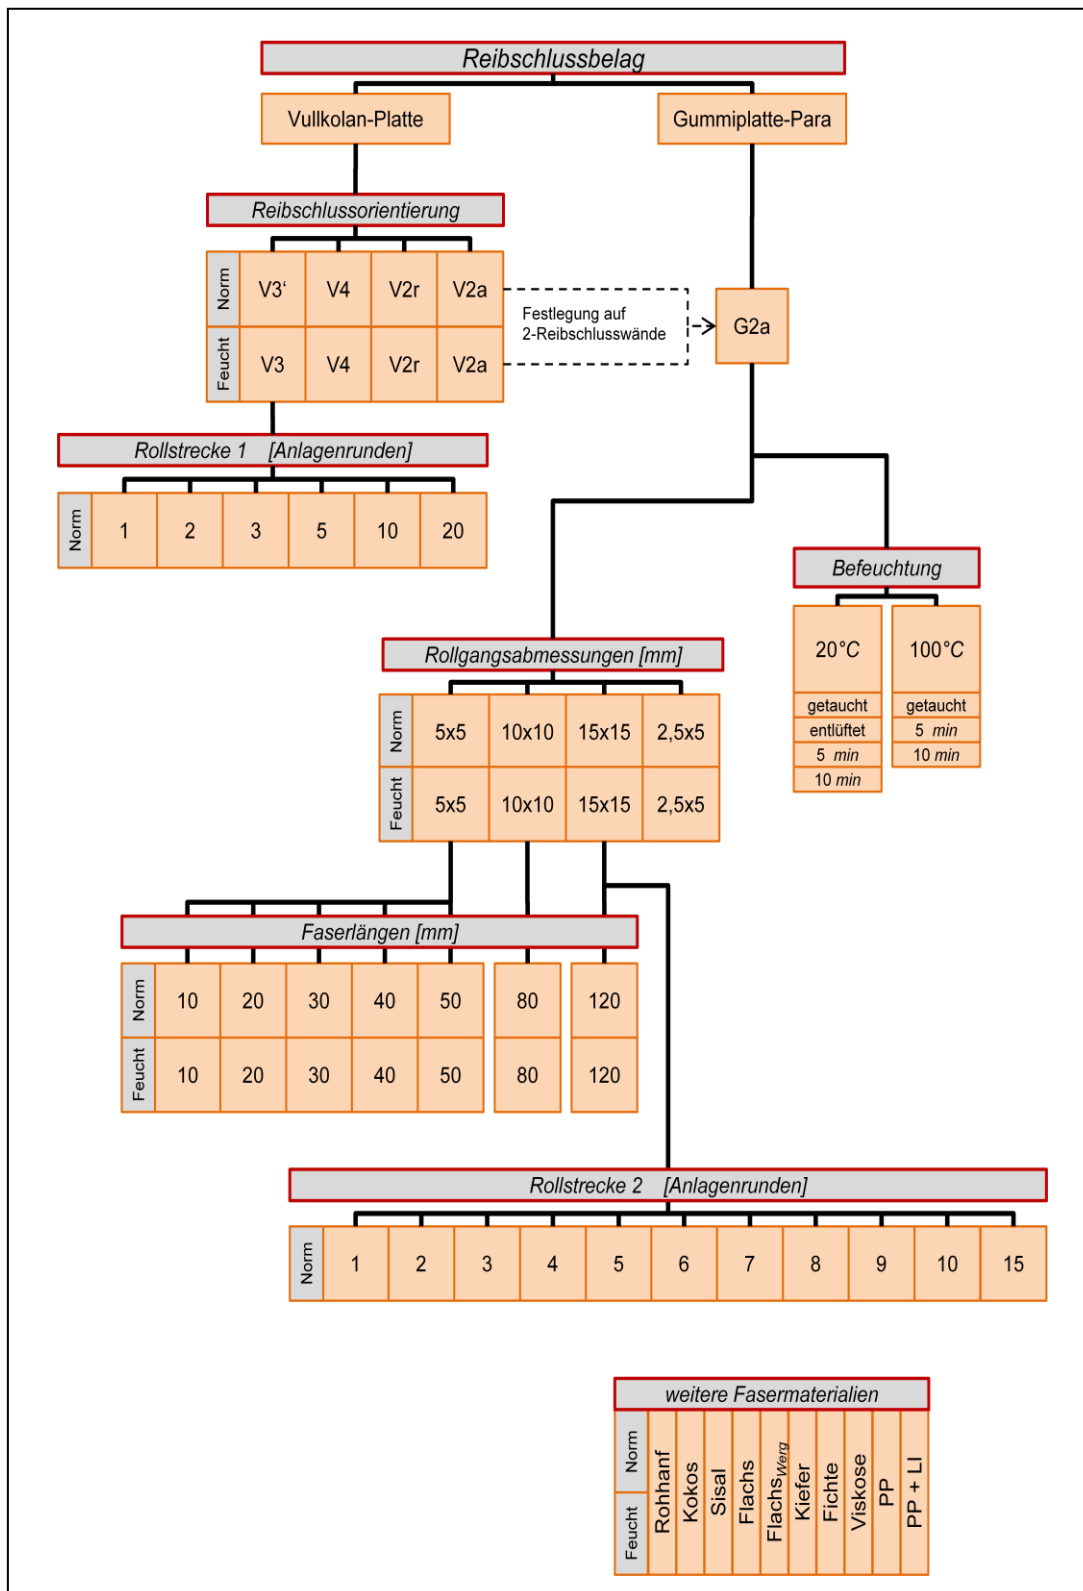 Reibschlussbelag
Vullkolan-Platte
Gummiplatte-Para
Reibschlussorientierung
Norm
V3‘ V4 V2r V2a
Feucht
V3 V4 V2r V2a
Festlegung auf
2-Reibschlusswände
G2a
Rollstrecke 1 [Anlagenrunden]
Norm
1 2 3 5 10 20
Befeuchtung
20°C
getaucht
entlüftet
5 min
10 min
100°C
getaucht
5 min
10 min
Rollgangsabmessungen [mm]
Norm
5x5 10x10 15x15 2,5x5
Feucht
5x5 10x10 15x15 2,5x5
Faserlängen [mm]
Norm
10 20 30 40 50 80 120
Feucht
10 20 30 40 50 80 120
Rollstrecke 2 [Anlagenrunden]
Norm
1 2 3 4 5 6 7 8 9 10 15
weitere Fasermaterialien
Norm
Feucht
Rohhanf
Kokos
Sisal
Flachs
FlachsWerg
Kiefer
Fichte
Viskose
PP
PP + LI